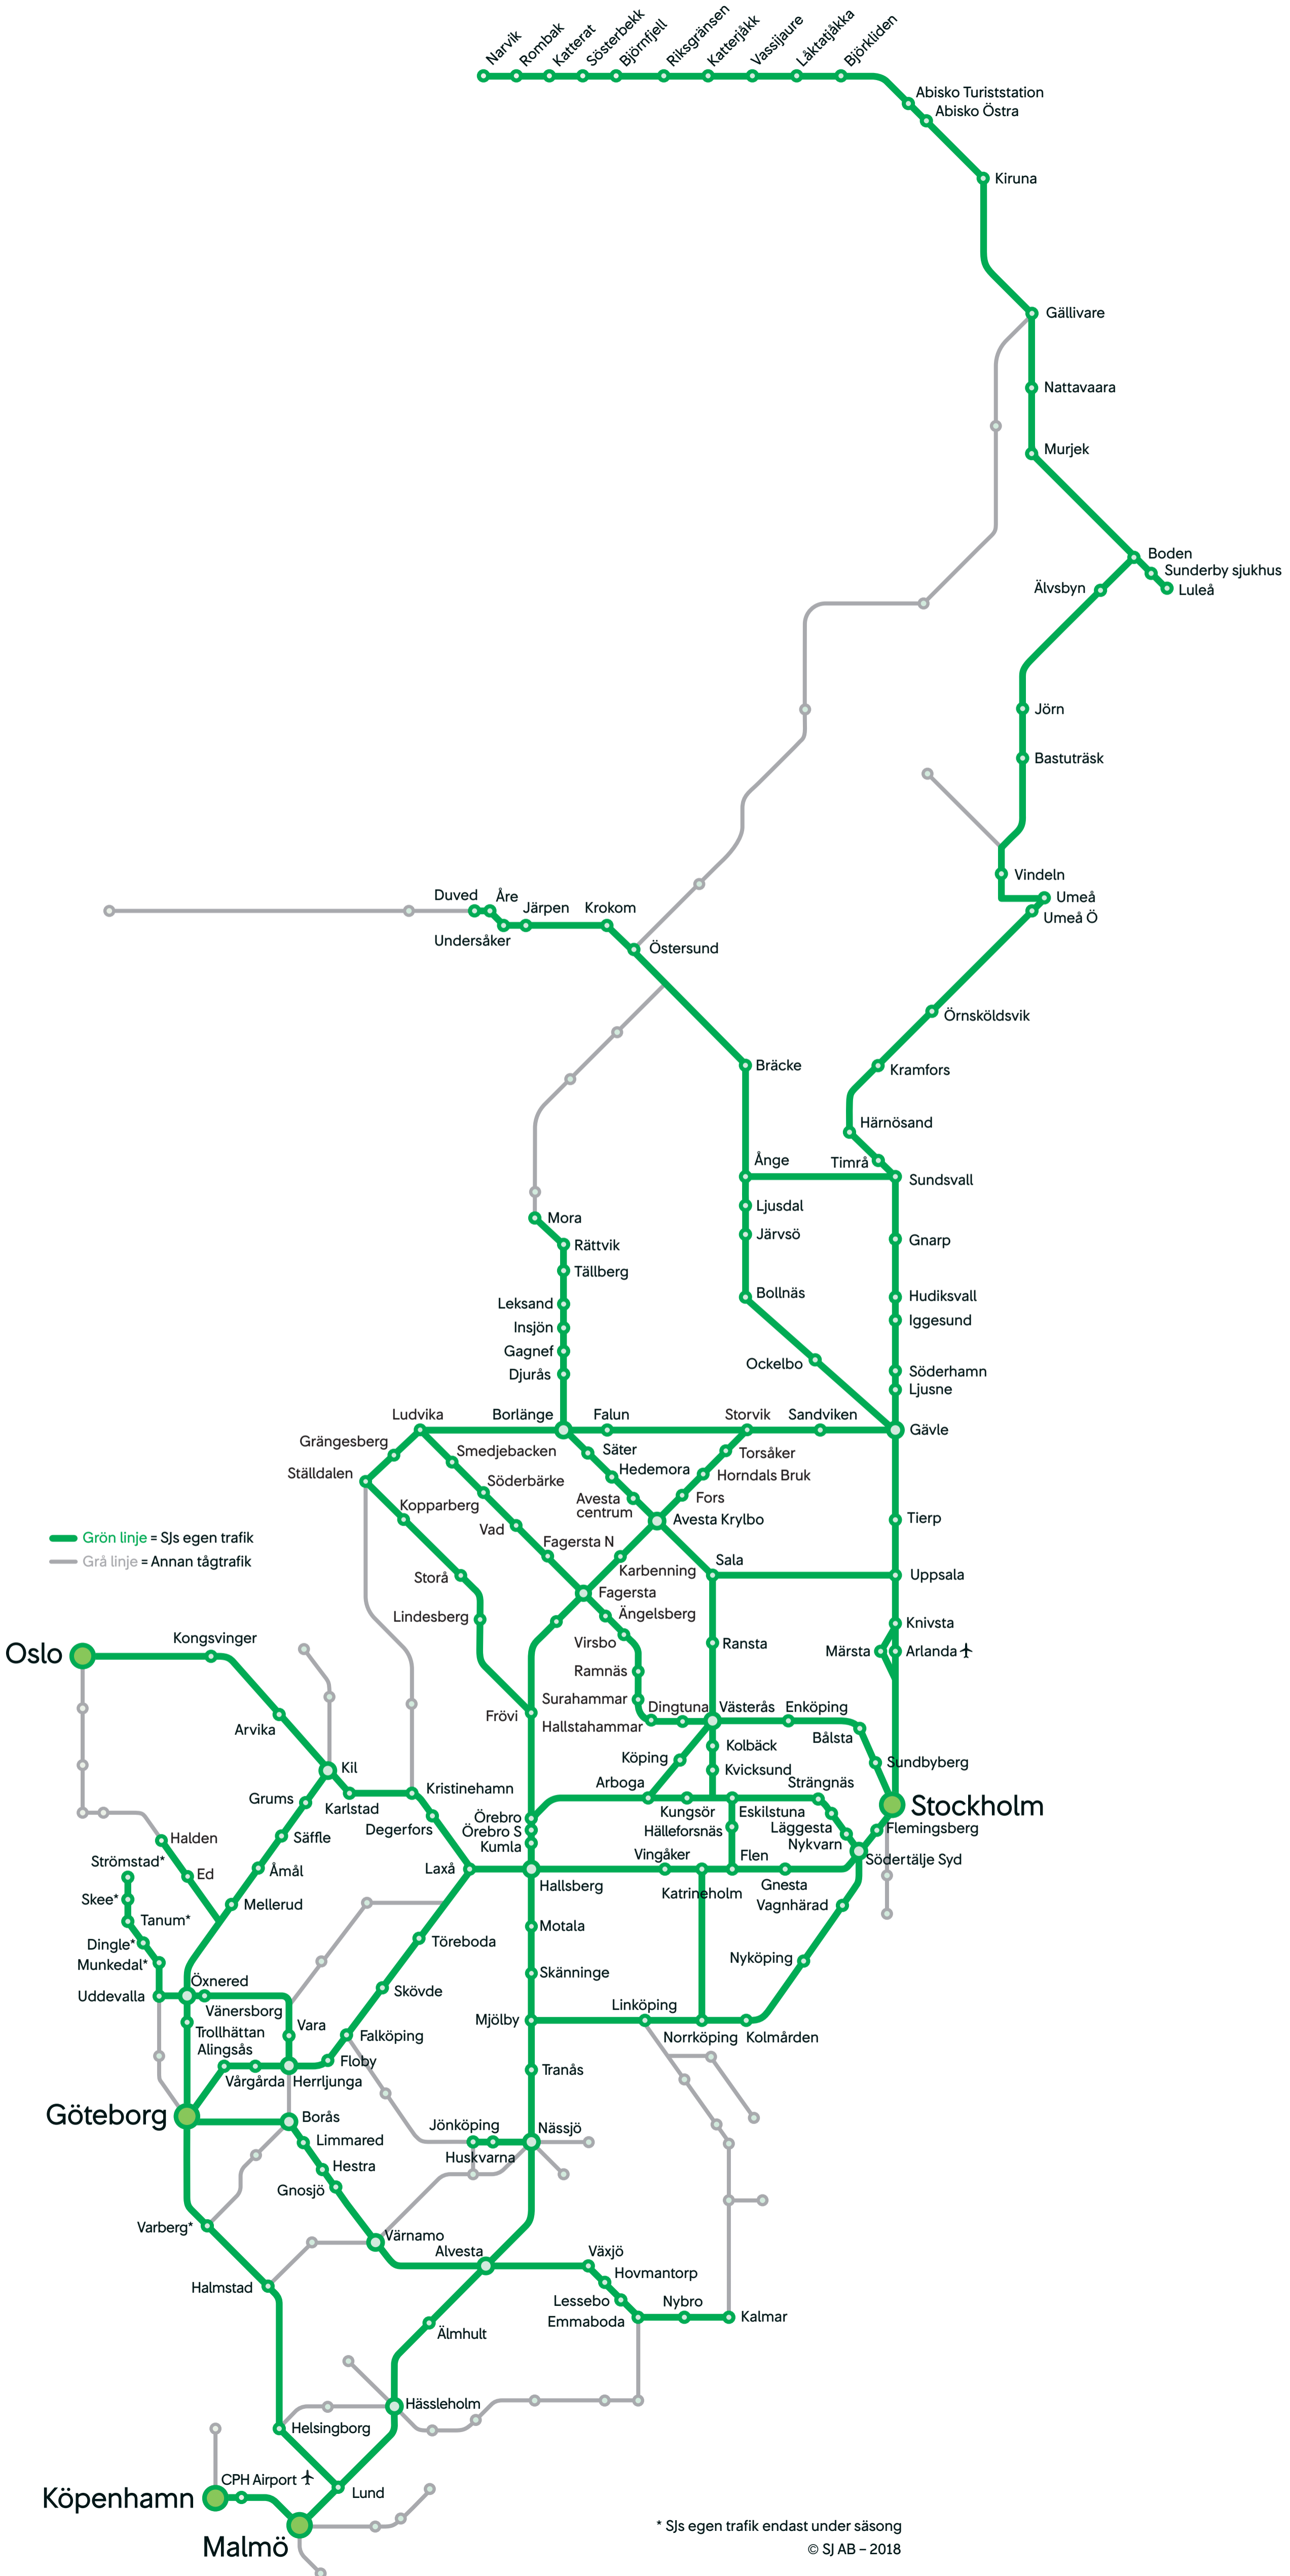 Narvik
Rombak
Katterat
Sösterbekk
Björnfjell
Riksgränsen
Katterjåkk
Vassijaure
Låktatjåkka
Björkliden
Abisko Turiststation
Abisko Östra
Kiruna
Gällivare
Nattavaara
Murjek
Boden
Sunderby sjukhus
Luleå
Älvsbyn
Jörn
Bastuträsk
Vindeln
Umeå
Umeå Ö
Duved
Åre
Järpen
Krokom
Undersåker
Östersund
Örnsköldsvik
Bräcke
Kramfors
Härnösand
Ånge
Timrå
Sundsvall
Ljusdal
Mora
Järvsö
Gnarp
Rättvik
Tällberg
Bollnäs
Hudiksvall
Leksand
Iggesund
Insjön
Gagnef
Ockelbo
Djurås
Söderhamn
Ljusne
Ludvika
Borlänge
Falun
Storvik
Sandviken
Gävle
Grängesberg
Smedjebacken
Säter
Torsåker
Ställdalen
Söderbärke
Hedemora
Horndals Bruk
Kopparberg
Avesta
centrum
Fors
Vad
Avesta Krylbo
Tierp
Grön linje = SJs egen trafik
Grå linje = Annan tågtrafik
Fagersta N
Karbenning
Sala
Uppsala
Storå
Fagersta
Lindesberg
Ängelsberg
Knivsta
Kongsvinger
Oslo
Virsbo
Ransta
Märsta
Arlanda
Ramnäs
Surahammar
Frövi
Hallstahammar
Dingtuna
Västerås
Enköping
Arvika
Bålsta
Kolbäck
Köping
Sundbyberg
Kil
Kvicksund
Arboga
Strängnäs
Kristinehamn
Grums
Karlstad
Stockholm
Örebro
Kungsör
Eskilstuna
Degerfors
Örebro S
Hälleforsnäs
Läggesta
Flemingsberg
Halden
Säffle
Kumla
Nykvarn
Vingåker
Flen
Södertälje Syd
Strömstad*
Laxå
Ed
Åmål
Hallsberg
Katrineholm
Gnesta
Skee*
Mellerud
Vagnhärad
Tanum*
Motala
Dingle*
Töreboda
Nyköping
Munkedal*
Öxnered
Skänninge
Uddevalla
Skövde
Vänersborg
Linköping
Vara
Mjölby
Trollhättan
Falköping
Norrköping
Kolmården
Alingsås
Floby
Tranås
Vårgårda
Herrljunga
Göteborg
Borås
Jönköping
Nässjö
Limmared
Huskvarna
Hestra
Gnosjö
Varberg*
Värnamo
Alvesta
Växjö
Hovmantorp
Halmstad
Lessebo
Nybro
Emmaboda
Kalmar
Älmhult
Hässleholm
Helsingborg
CPH Airport
Köpenhamn
Lund
Malmö
* SJs egen trafik endast under säsong
© SJ AB – 2018